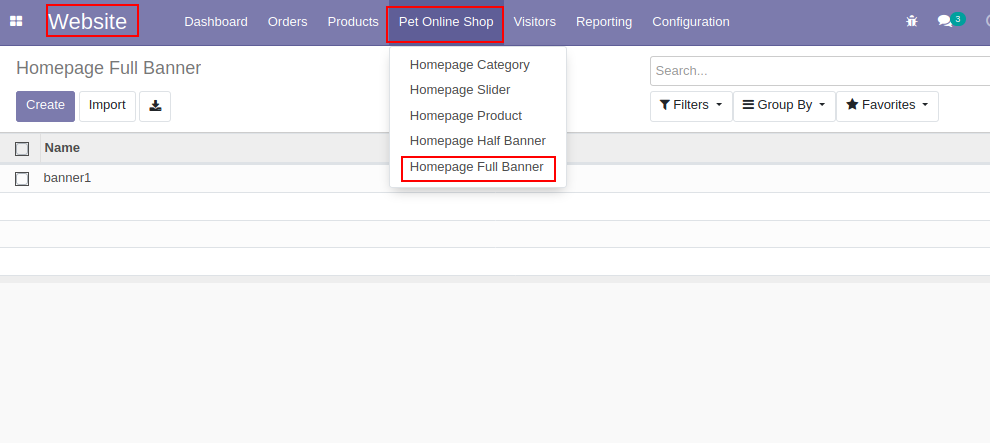 Website Dashboard Orders Products Pet Online Shop Visitors Reporting Configuration 3
Homepage Full Banner
Search...
Create Import
Filters Group By Favorites
Homepage Category
Homepage Slider
Homepage Product
Homepage Half Banner
Homepage Full Banner
Name
banner1